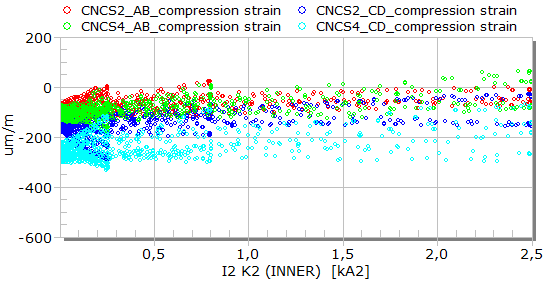 CNCS2_AB_compression strain CNCS2_CD_compression strain
CNCS4_AB_compression strain CNCS4_CD_compression strain
200
0
-200
-400
-600
um/m
0,5 1,0 1,5 2,0 2,5
I2 K2 (INNER) [kA2]